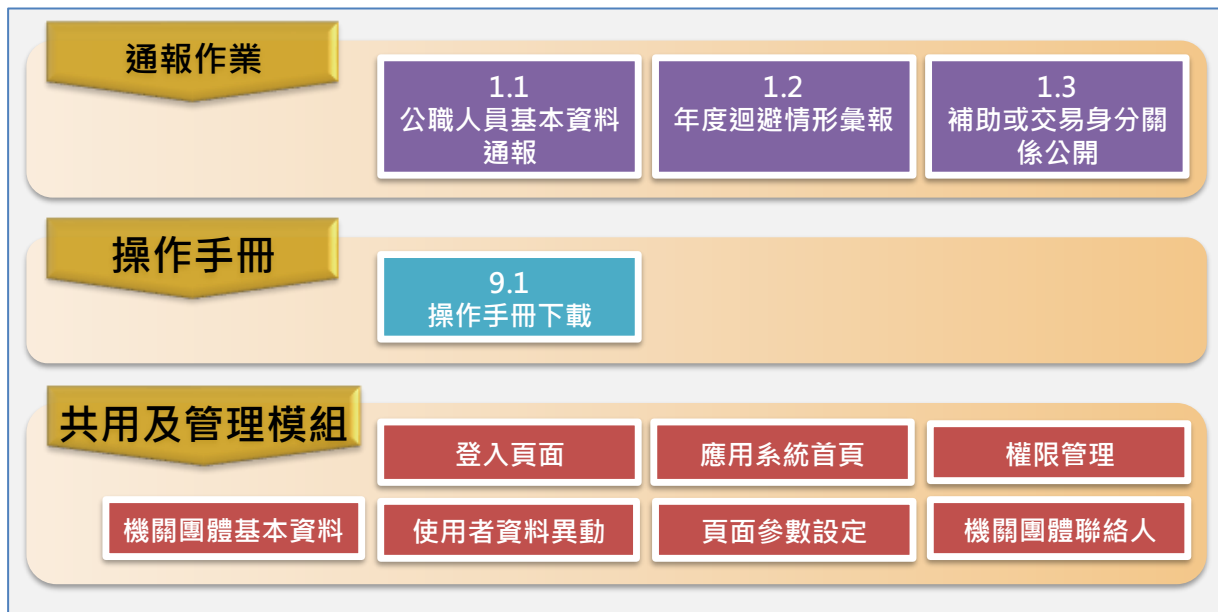 通報作業
1.1
公職人員基本資料
通報
1.2
年度迴避情形彙報
1.3
補助或交易身分關
係公開
操作手冊
9.1
操作手冊下載
共用及管理模組
登入頁面
應用系統首頁
權限管理
機關團體基本資料
使用者資料異動
頁面參數設定
機關團體聯絡人